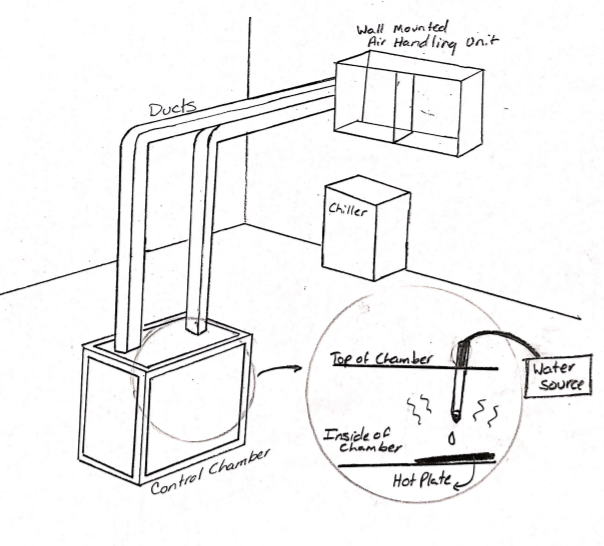 Wall Mounted
Air Handling Unit
Ducts
Chiller
Top of Chamber
Water
Source
Inside of
Chamber
Hot Plate
Control Chamber